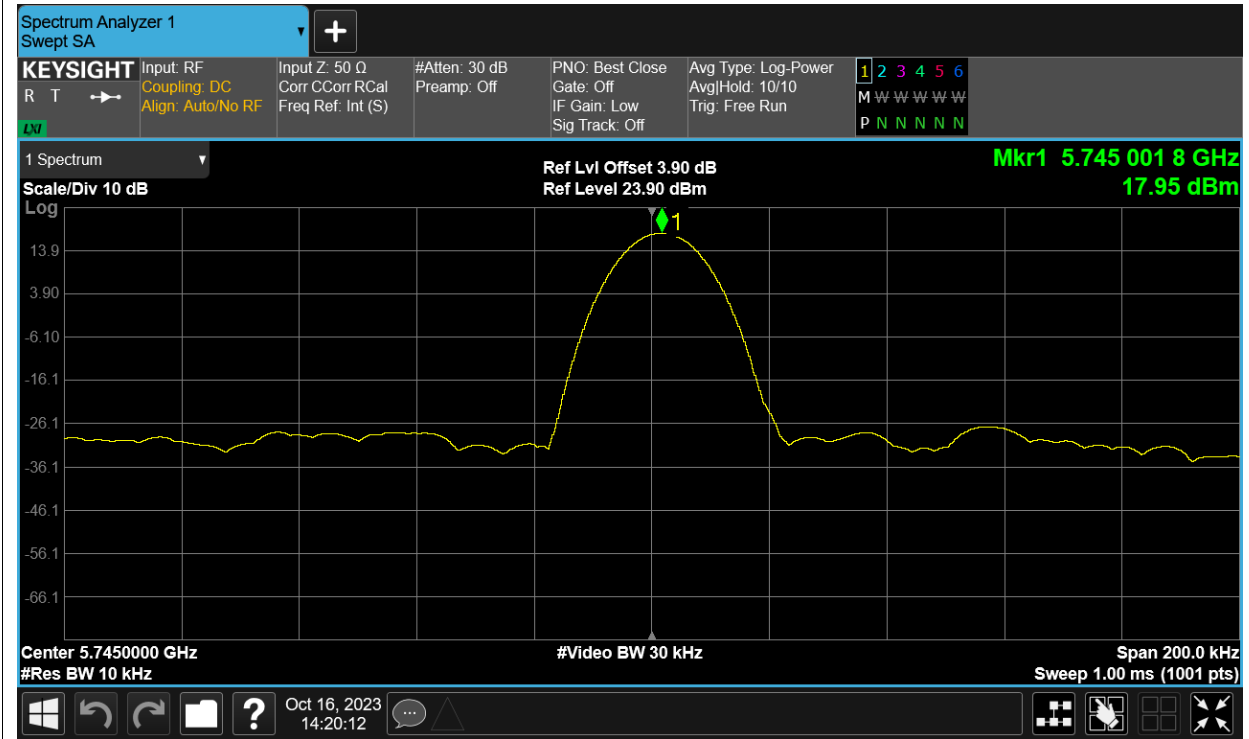 Spectrum Analyzer 1
Swept SA
KEYSIGHT
R T
LXI
Input: RF
Coupling: DC
Align: Auto/No RF
Input Z: 50 Ω
Corr CCorr RCal
Freq Ref: Int (S)
#Atten: 30 dB
Preamp: Off
PNO: Best Close
Gate: Off
IF Gain: Low
Sig Track: Off
Avg Type: Log-Power
Avg|Hold: 10/10
Trig: Free Run
1 2 3 4 5 6
M W W W W W
P N N N N N
1 Spectrum
Scale/Div 10 dB
Log
Ref Lvl Offset 3.90 dB
Ref Level 23.90 dBm
Mkr1 5.745 001 8 GHz
17.95 dBm
1
13.9
3.90
-6.10
-16.1
-26.1
-36.1
-46.1
-56.1
-66.1
Center 5.7450000 GHz
#Res BW 10 kHz
#Video BW 30 kHz
Span 200.0 kHz
Sweep 1.00 ms (1001 pts)
?
Oct 16, 2023
14:20:12